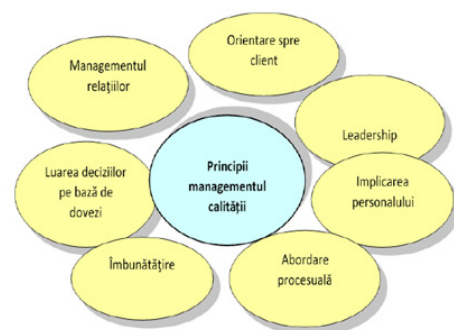 Orientare spre
client
Managementul
relațiilor
Leadership
Luarea deciziilor
pe bază de
dovezi
Principii
managementul
calității
Implicarea
personalului
Îmbunătățire
Abordare
procesuală